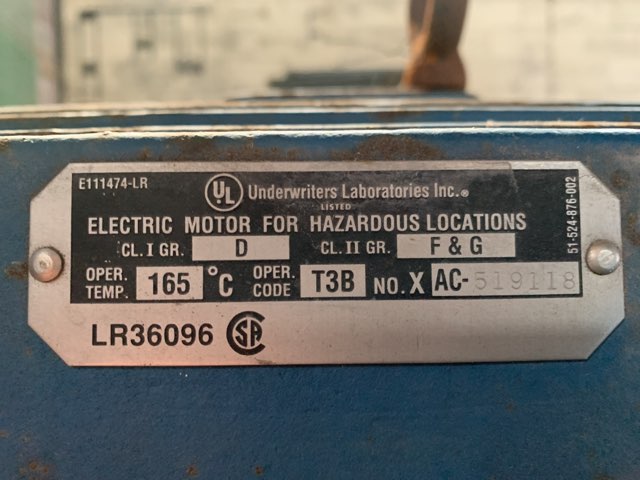 E111474-LR
UL Underwriters Laboratories Inc.®
LISTED
ELECTRIC MOTOR FOR HAZARDOUS LOCATIONS
CL. I GR. D CL. II GR. F & G
OPER. TEMP. 165 °C OPER. CODE T3B NO. X AC-519118
LR36096 CSA
51-524-876-002